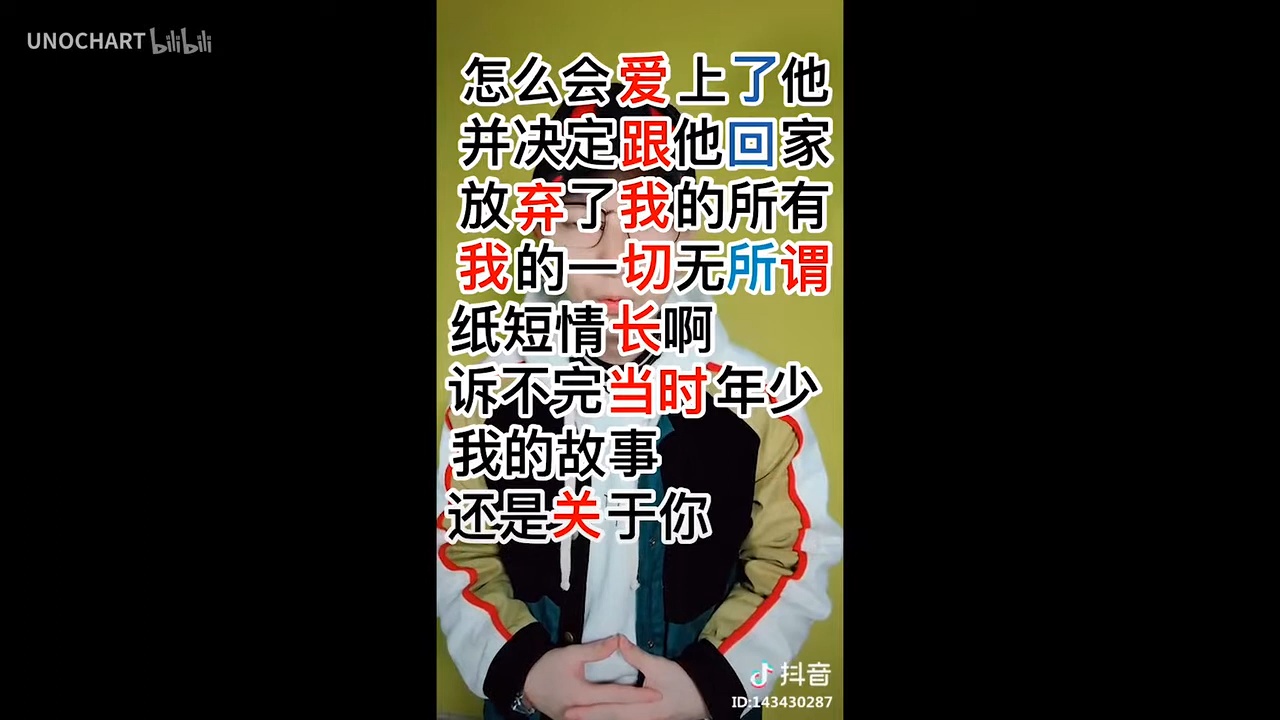 UNOCHART bilibili
怎么会爱上了他
并决定跟他回家
放弃了我的所有
我的一切无所谓
纸短情长啊
诉不完当时年少
我的故事
还是关于你
抖音
ID:143430287